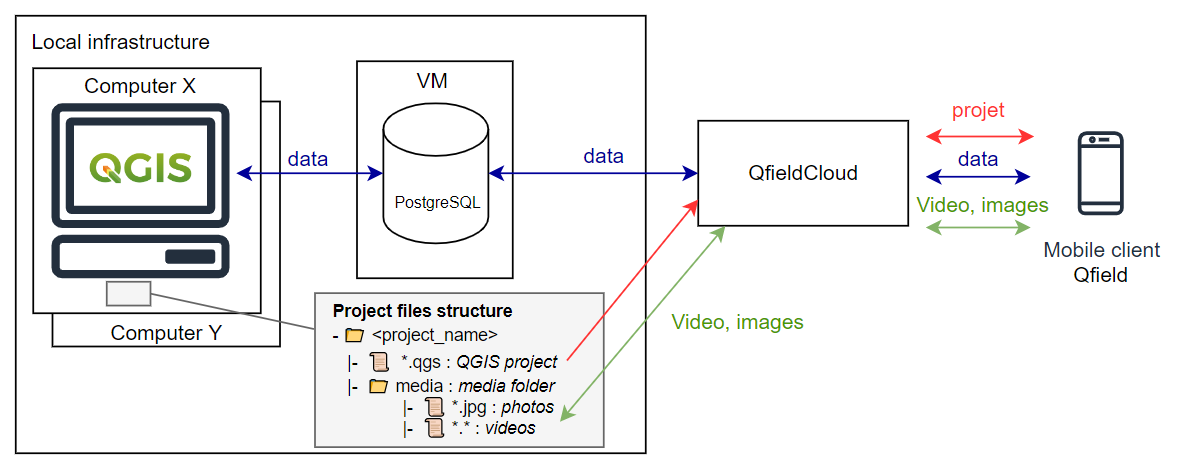 Local infrastructure
Computer X
QGIS
Computer Y
data
VM
PostgreSQL
data
QfieldCloud
projet
data
Video, images
Mobile client
Qfield
Video, images
Project files structure
- <project_name>
|- *.qgs : QGIS project
|- media : media folder
|- *.jpg : photos
|- *.* : videos